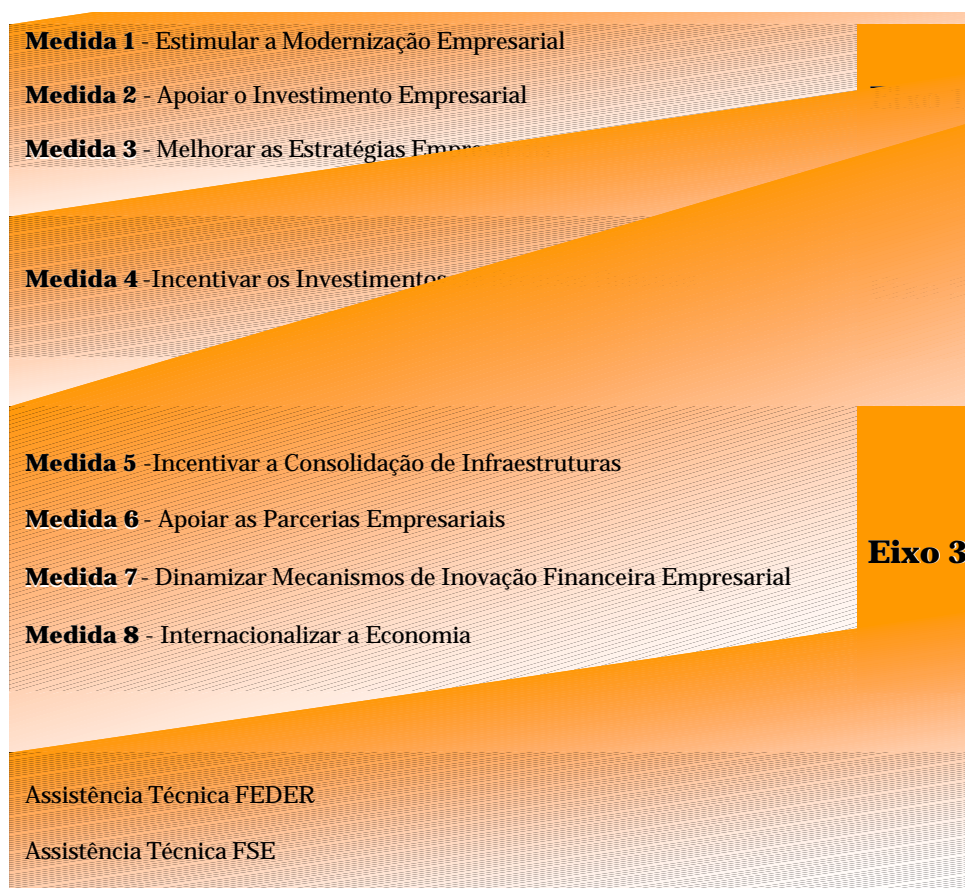 Medida 1 - Estimular a Modernização Empresarial
Medida 2 - Apoiar o Investimento Empresarial
Medida 3 - Melhorar as Estratégias
Medida 4 -Incentivar os Investimentos
Medida 5 -Incentivar a Consolidação de Infraestruturas
Medida 6 - Apoiar as Parcerias Empresariais
Eixo 3
Medida 7- Dinamizar Mecanismos de Inovação Financeira Empresarial
Medida 8 - Internacionalizar a Economia
Assistência Técnica FEDER
Assistência Técnica FSE